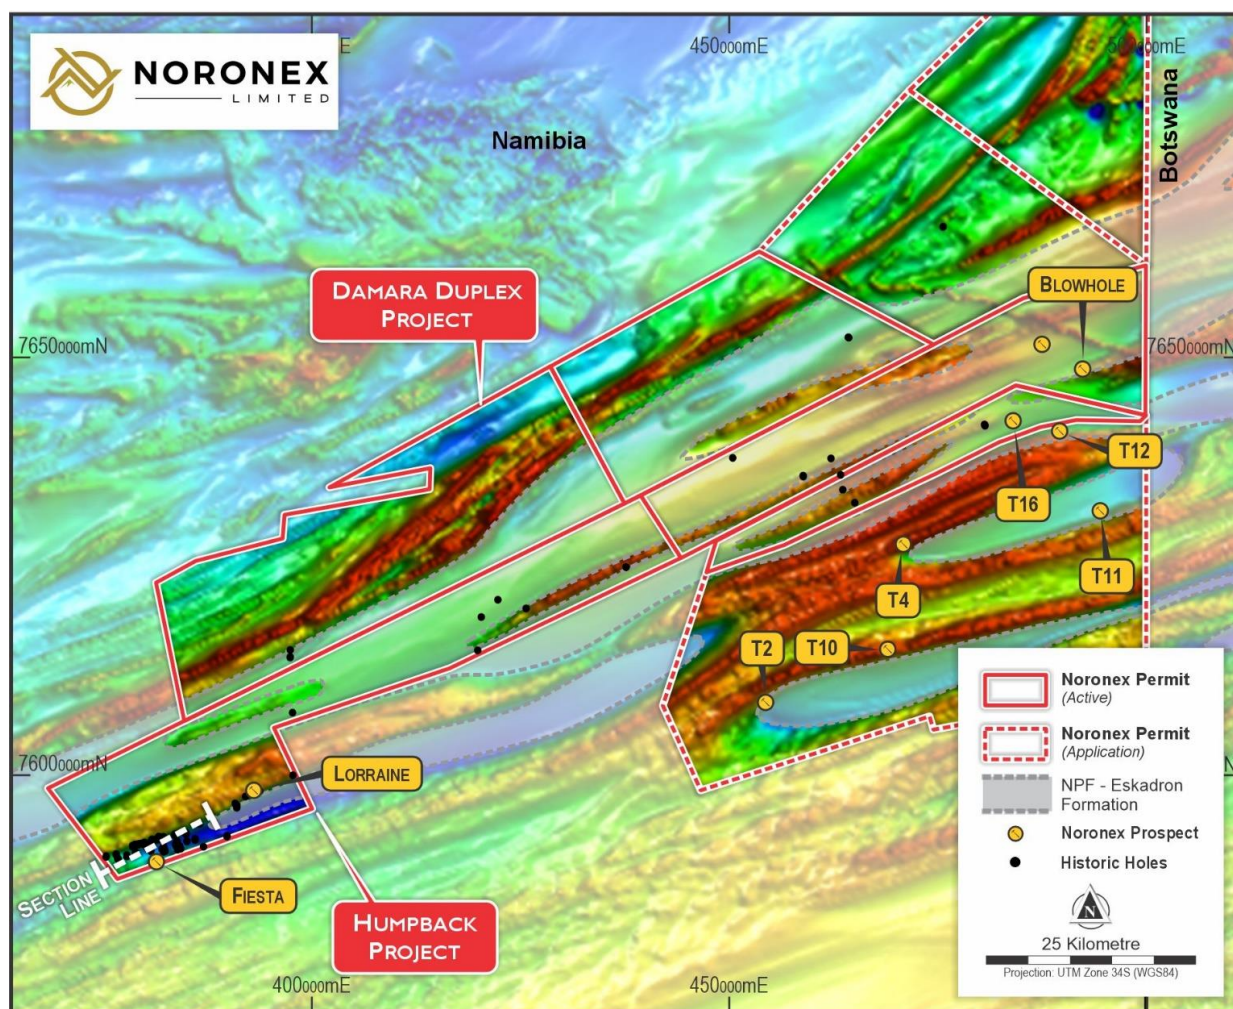 NORONEX
LIMITED
450000mE
Namibia
Botswana
DAMARA DUPLEX
PROJECT
BLOWHOLE
7650000mN
7650000mN
T12
T16
T11
T4
T2
T10
7600000mN
LORRAINE
SECTION
LINE
FIESTA
HUMPBACK
PROJECT
400000mE
450000mE
Noronex Permit
(Active)
Noronex Permit
(Application)
NPF - Eskadron
Formation
Noronex Prospect
Historic Holes
N
25 Kilometre
Projection: UTM Zone 34S (WGS84)